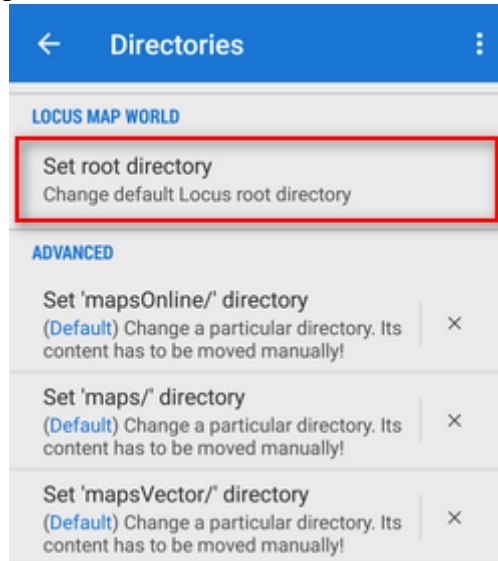 Directories
LOCUS MAP WORLD
Set root directory
Change default Locus root directory
ADVANCED
Set 'mapsOnline/' directory
(Default) Change a particular directory. Its
content has to be moved manually!
Set 'maps/' directory
(Default) Change a particular directory. Its
content has to be moved manually!
Set 'mapsVector/' directory
(Default) Change a particular directory. Its
content has to be moved manually!